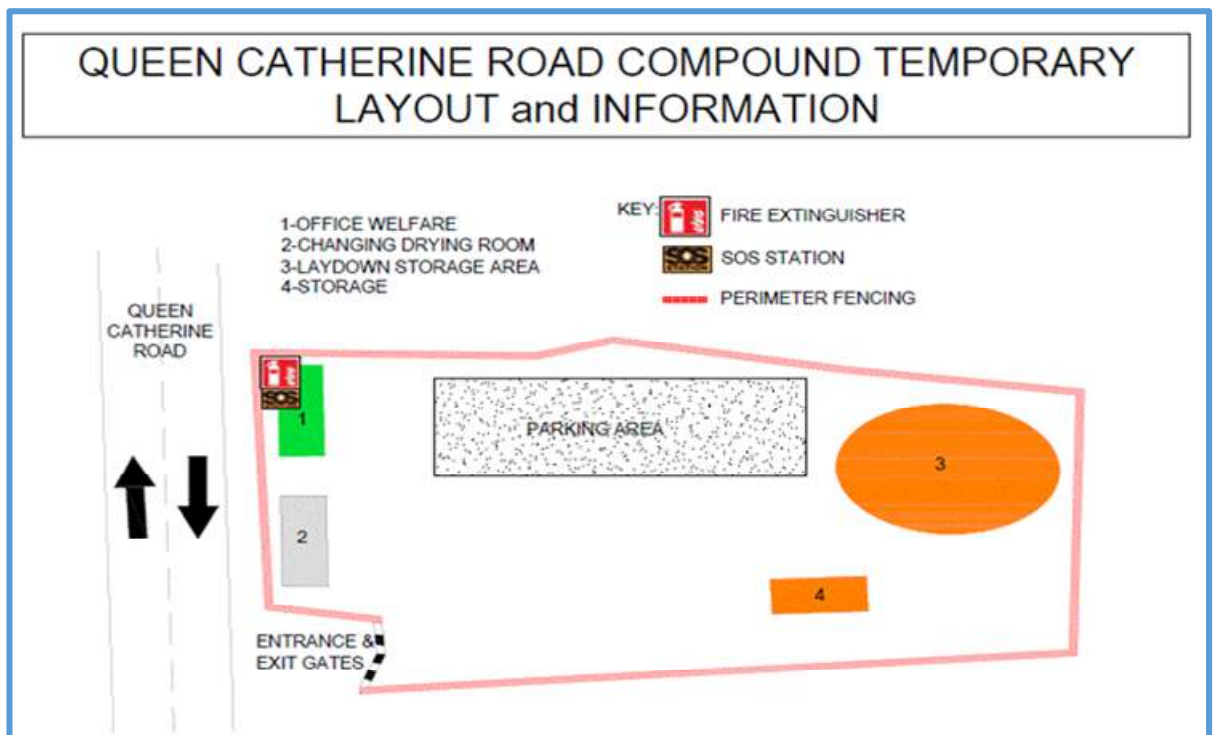 QUEEN CATHERINE ROAD COMPOUND TEMPORARY
LAYOUT and INFORMATION
1-OFFICE WELFARE
2-CHANGING DRYING ROOM
3-LAYDOWN STORAGE AREA
4-STORAGE
KEY:
FIRE EXTINGUISHER
SOS
STATION
SOS STATION
PERIMETER FENCING
QUEEN
CATHERINE
ROAD
SOS
1
PARKING AREA
3
2
4
ENTRANCE &
EXIT GATES